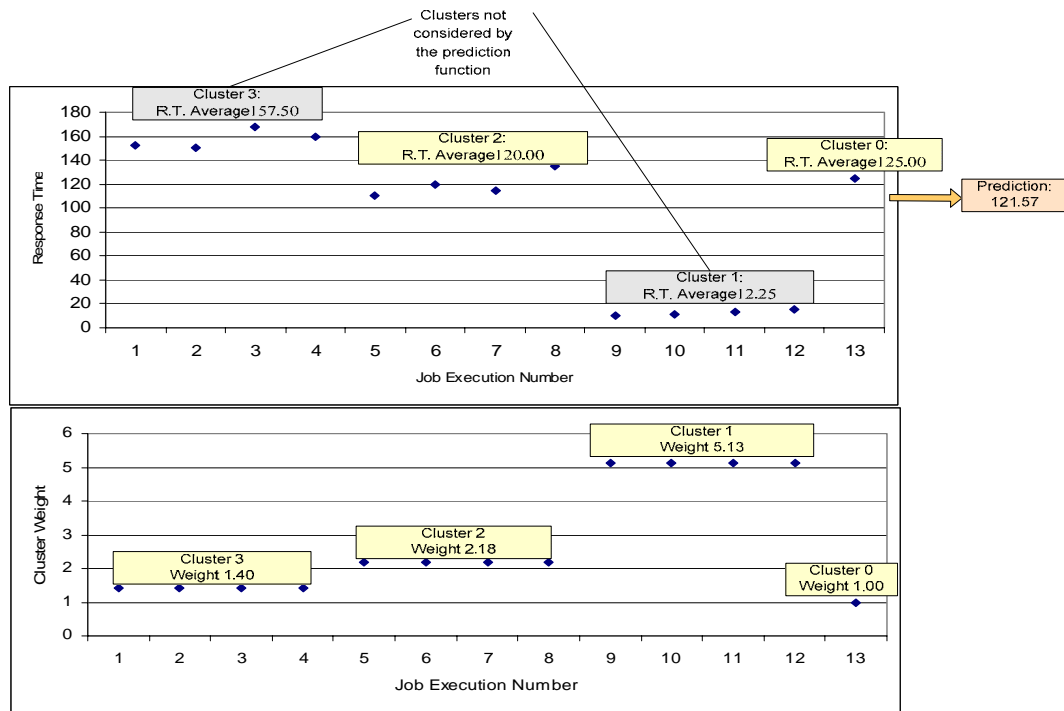 Clusters not
considered by
the prediction
function
Cluster 3:
R.T. Average157.50
Cluster 2:
R.T. Average120.00
Cluster 0:
R.T. Average125.00
Prediction:
121.57
Cluster 1:
R.T. Average12.25
Response Time
180
160
140
120
100
80
60
40
20
0
1 2 3 4 5 6 7 8 9 10 11 12 13
Job Execution Number
Cluster Weight
6
5
4
3
2
1
0
Cluster 1
Weight 5.13
Cluster 2
Weight 2.18
Cluster 3
Weight 1.40
Cluster 0
Weight 1.00
1 2 3 4 5 6 7 8 9 10 11 12 13
Job Execution Number